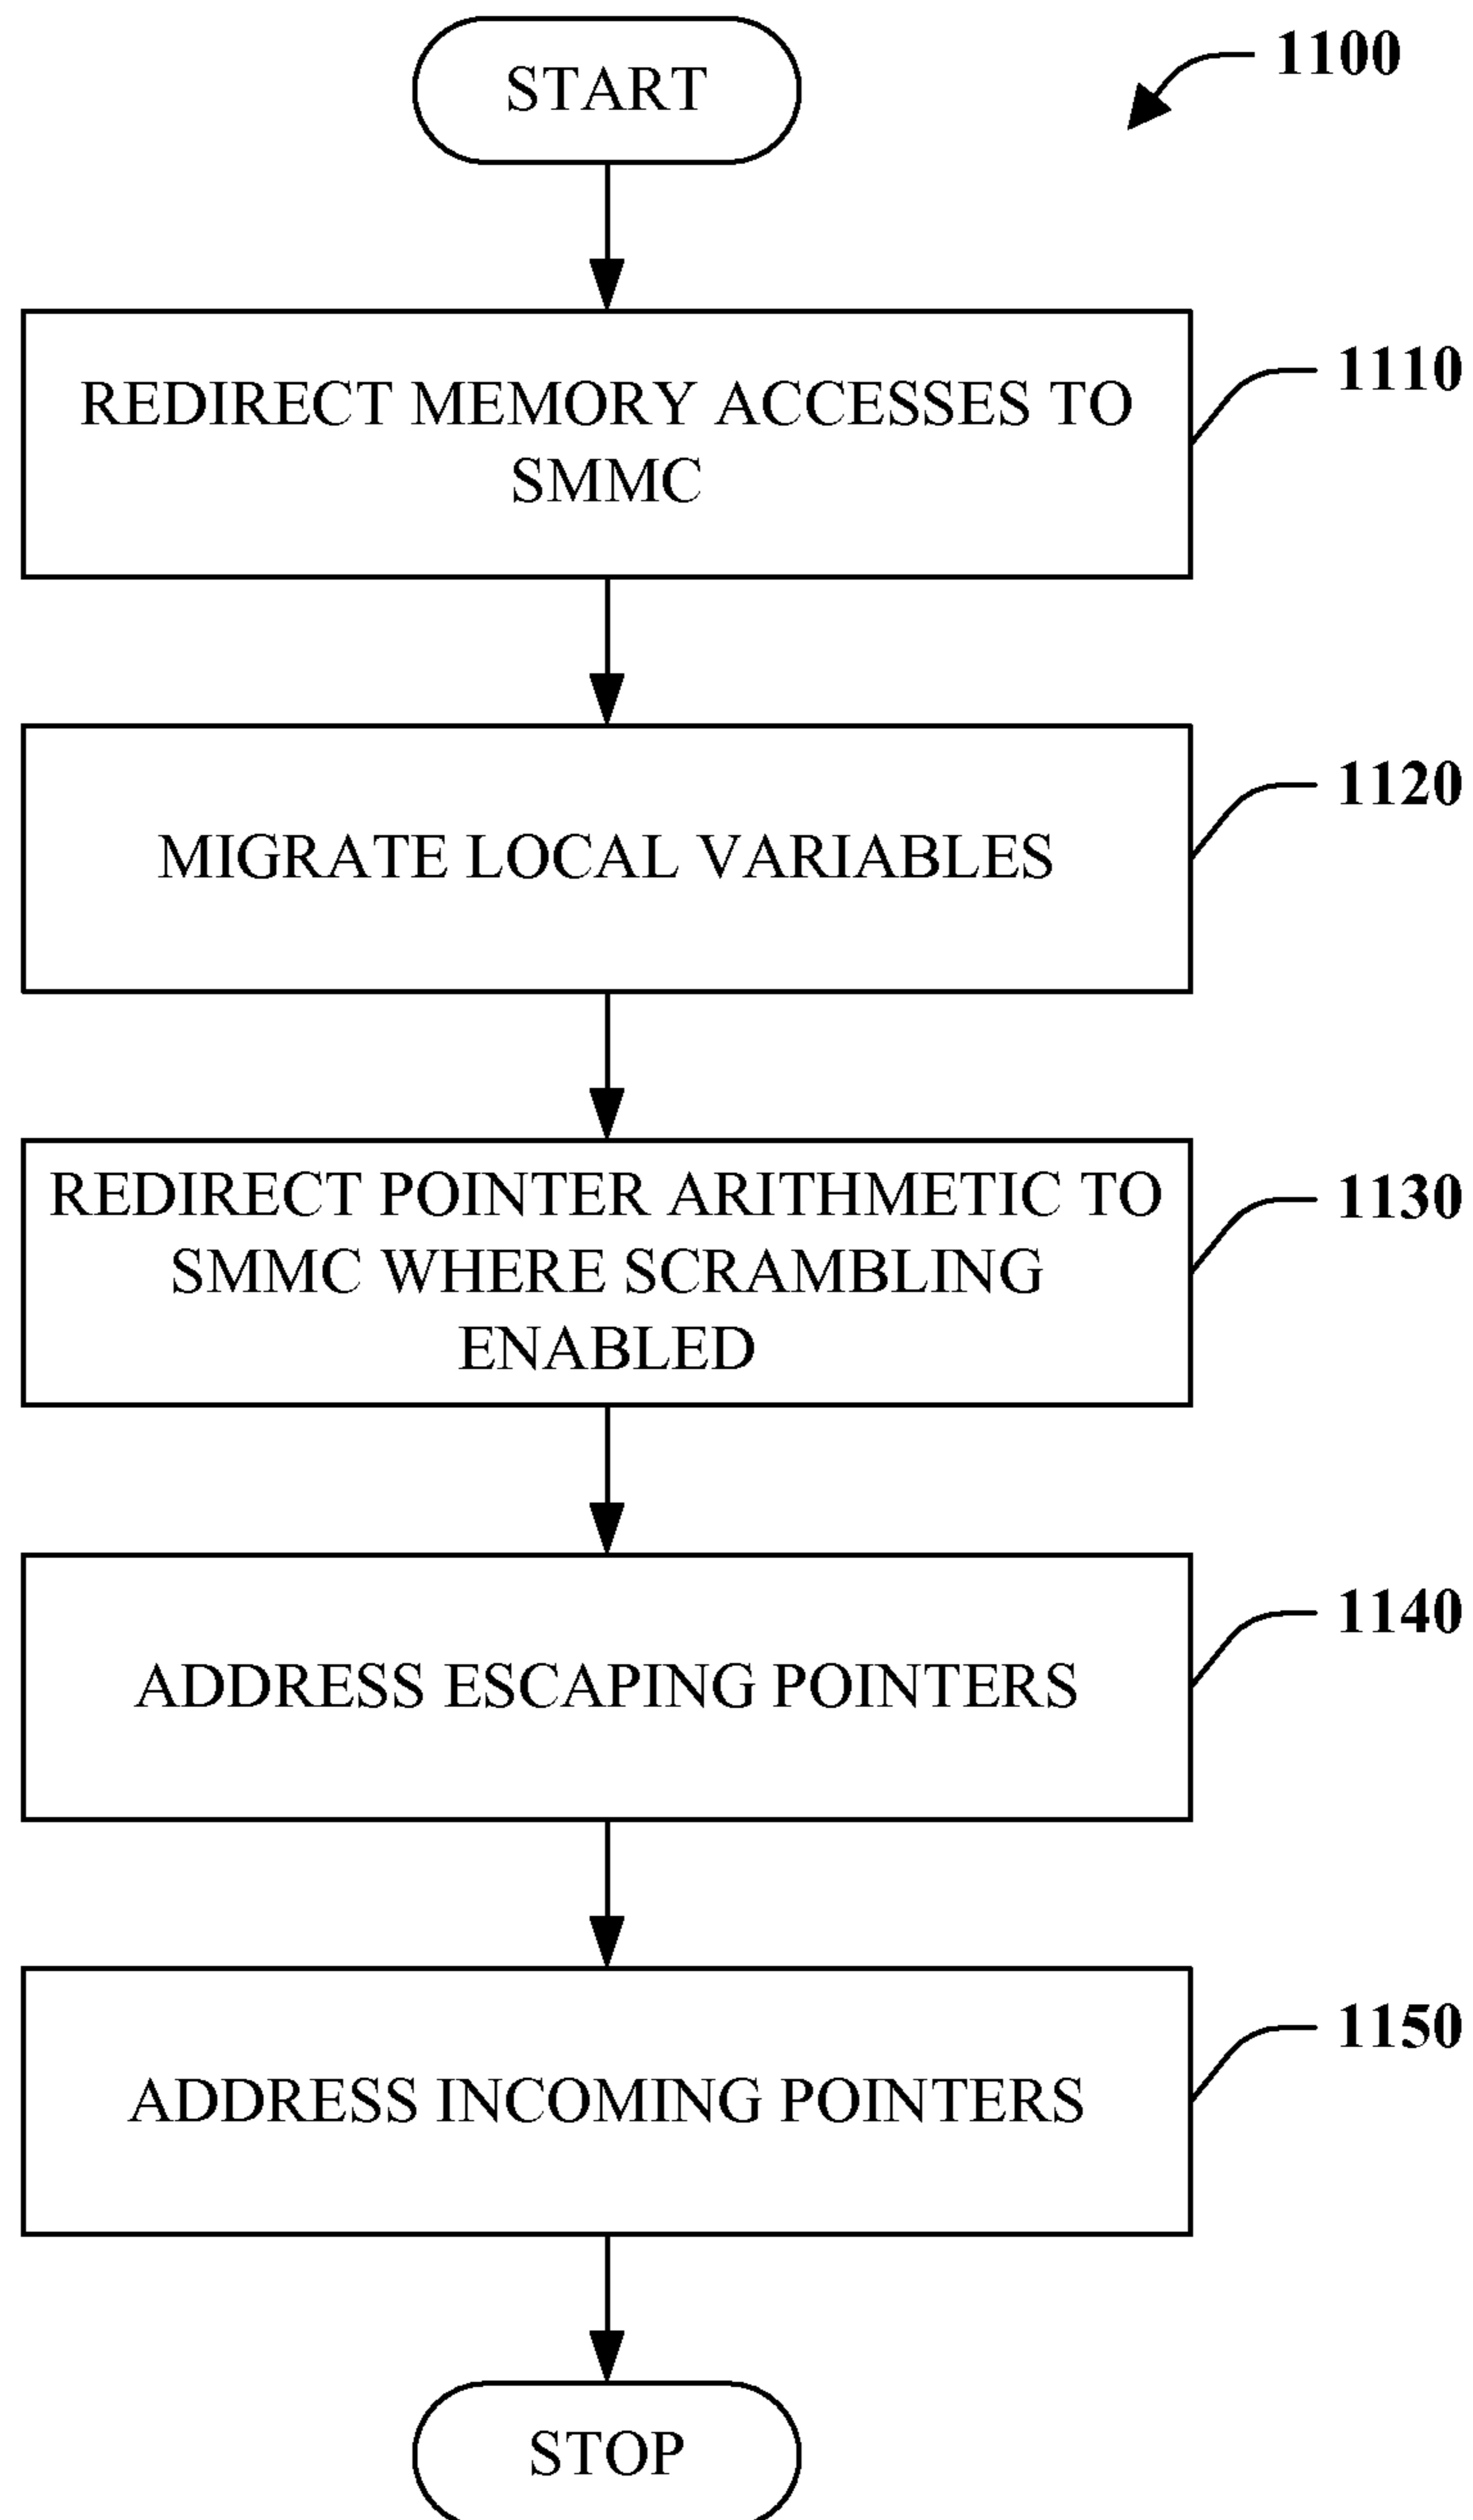 START
1100
REDIRECT MEMORY ACCESSES TO
SMMC
1110
MIGRATE LOCAL VARIABLES
1120
REDIRECT POINTER ARITHMETIC TO
SMMC WHERE SCRAMBLING
ENABLED
1130
ADDRESS ESCAPING POINTERS
1140
ADDRESS INCOMING POINTERS
1150
STOP